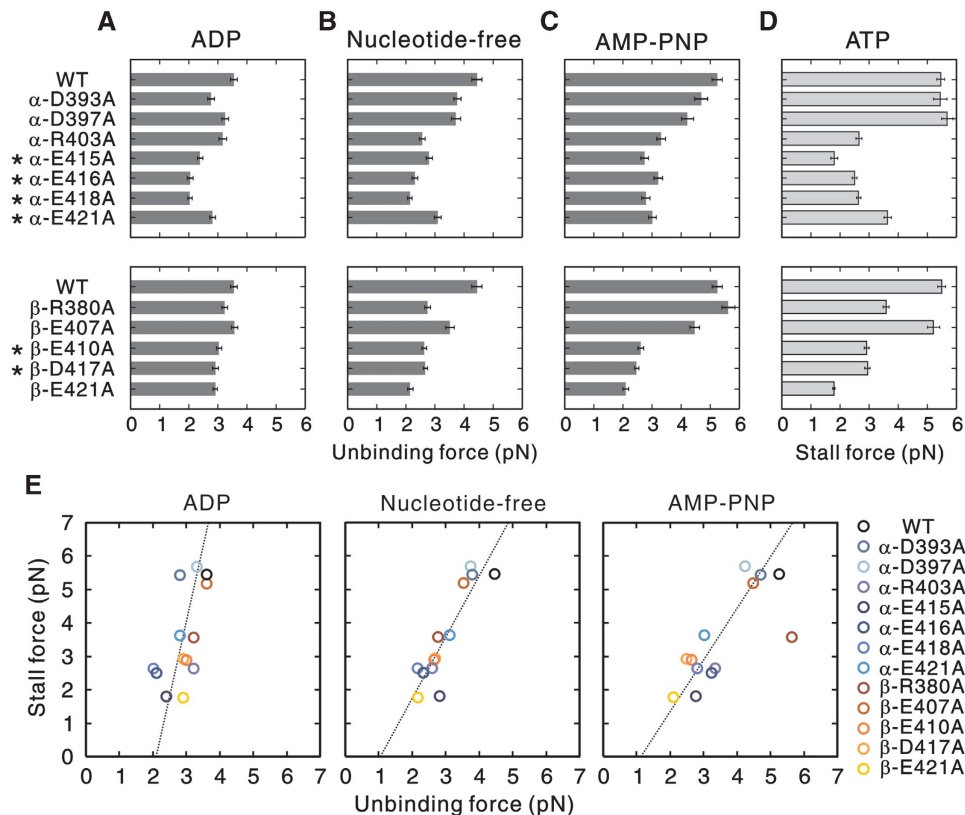 A B C D
ADP Nucleotide-free AMP-PNP ATP
WT
α-D393A
α-D397A
α-R403A
* α-E415A
* α-E416A
* α-E418A
* α-E421A
WT
β-R380A
β-E407A
* β-E410A
* β-D417A
β-E421A
0 1 2 3 4 5 6 0 1 2 3 4 5 6 0 1 2 3 4 5 6 0 1 2 3 4 5 6
Unbinding force (pN) Stall force (pN)
E
ADP Nucleotide-free AMP-PNP
7
6
5
4
3
2
1
0
Stall force (pN)
0 1 2 3 4 5 6 7 0 1 2 3 4 5 6 7 0 1 2 3 4 5 6 7
Unbinding force (pN)
WT
α-D393A
α-D397A
α-R403A
α-E415A
α-E416A
α-E418A
α-E421A
β-R380A
β-E407A
β-E410A
β-D417A
β-E421A